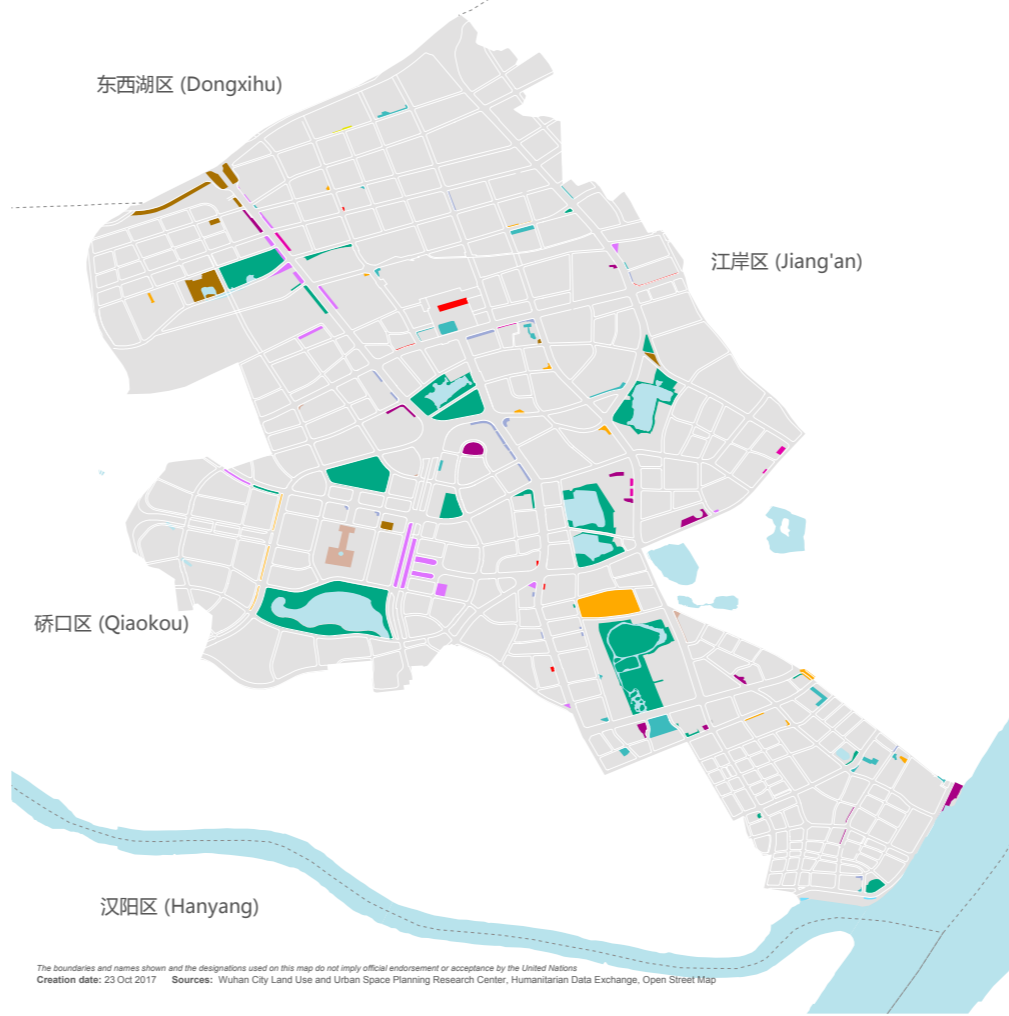 东西湖区 (Dongxihu)
江岸区 (Jiang'an)
硚口区 (Qiaokou)
汉阳区 (Hanyang)
The boundaries and names shown and the designations used on this map do not imply official endorsement or acceptance by the United Nations
Creation date: 23 Oct 2017 Sources: Wuhan City Land Use and Urban Space Planning Research Center, Humanitarian Data Exchange, Open Street Map